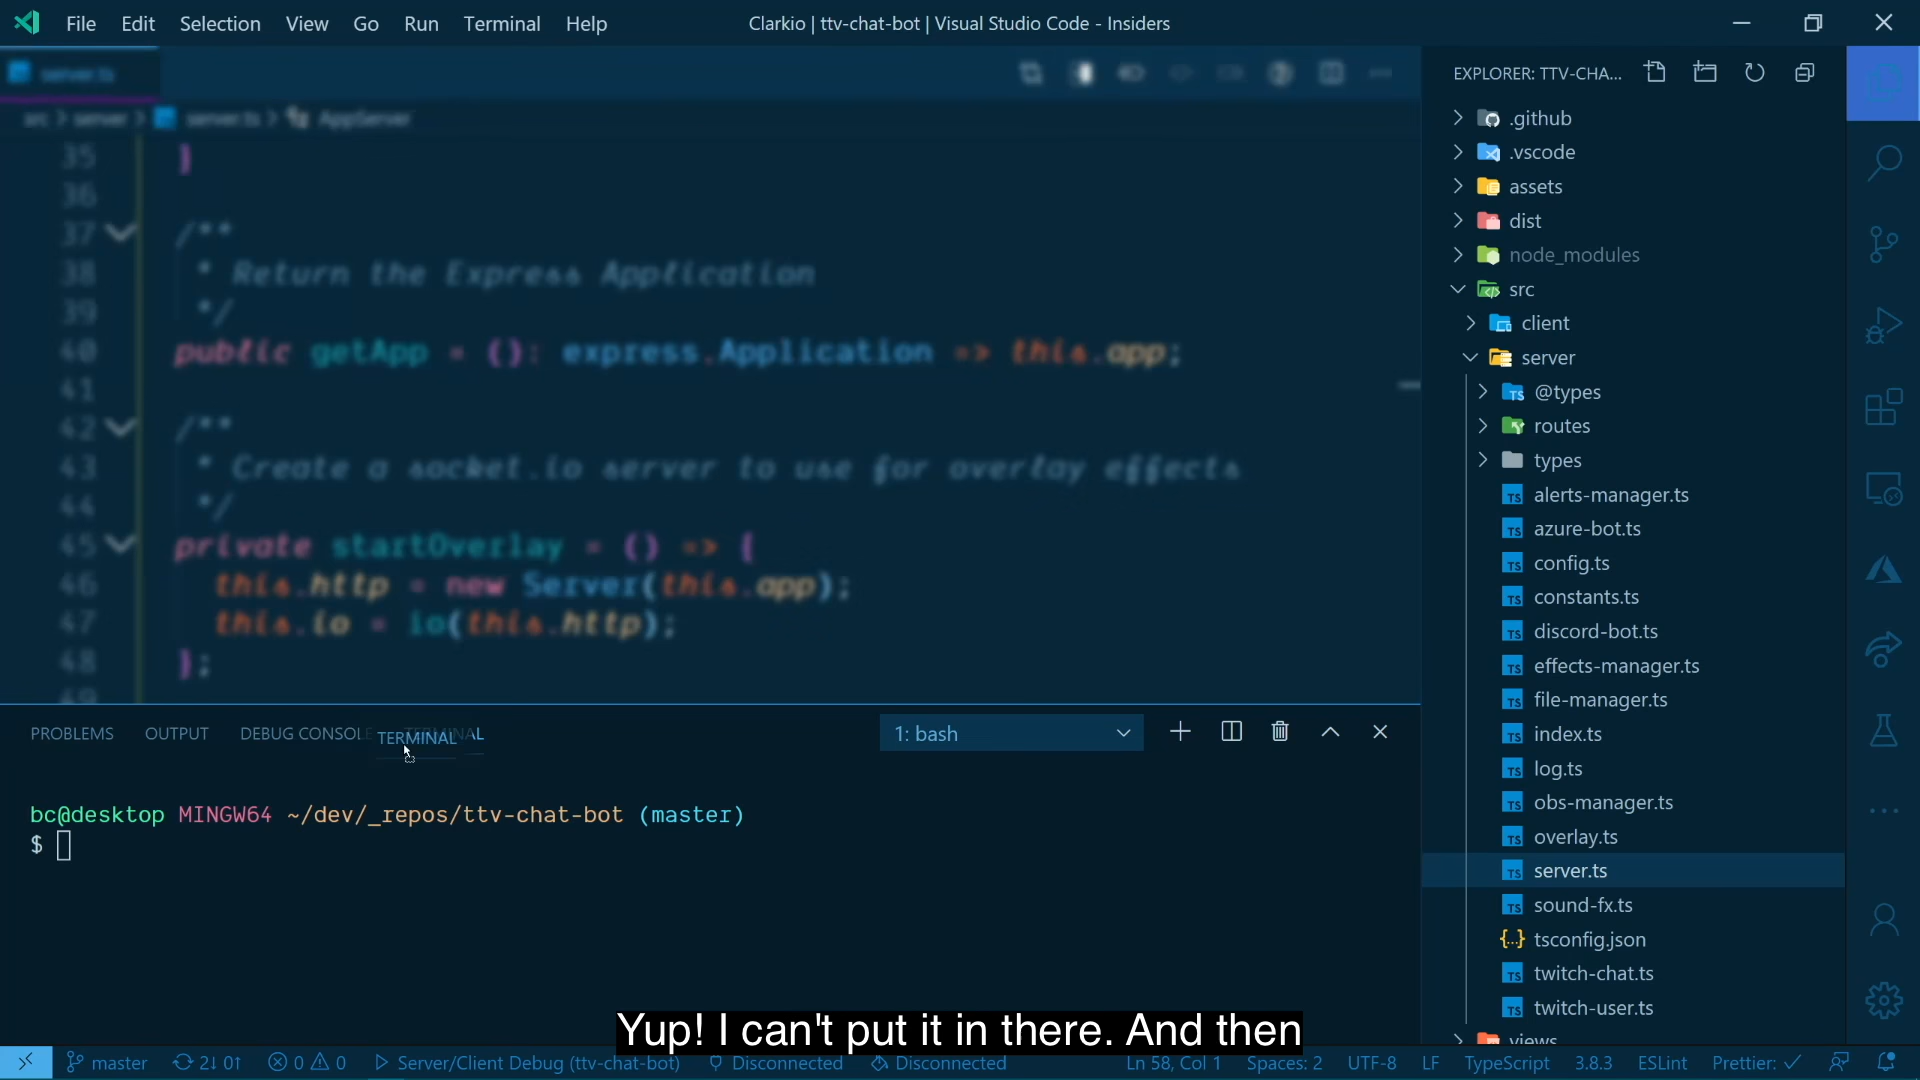 File Edit Selection View Go Run Terminal Help
Clarkio | ttv-chat-bot | Visual Studio Code - Insiders
server.ts
src > server > server.ts > AppServer
35 }
36
37 /**
38 * Return the Express Application
39 */
40 public getApp = (): express.Application => this.app;
41
42 /**
43 * Create a socket.io server to use for overlay effects
44 */
45 private startOverlay = () => {
46 this.http = new Server(this.app);
47 this.io = io(this.http);
48 };
49
EXPLORER: TTV-CHA...
.github
.vscode
assets
dist
node_modules
src
client
server
@types
routes
types
alerts-manager.ts
azure-bot.ts
config.ts
constants.ts
discord-bot.ts
effects-manager.ts
file-manager.ts
index.ts
log.ts
obs-manager.ts
overlay.ts
server.ts
sound-fx.ts
tsconfig.json
twitch-chat.ts
twitch-user.ts
views
PROBLEMS OUTPUT DEBUG CONSOLE TERMINAL
1: bash
bc@desktop MINGW64 ~/dev/_repos/ttv-chat-bot (master)
$
Yup! I can't put it in there. And then
master 2↓ 0↑ 0 0 Server/Client Debug (ttv-chat-bot) Disconnected Disconnected Ln 58, Col 1 Spaces: 2 UTF-8 LF TypeScript 3.8.3 ESLint Prettier: ✓